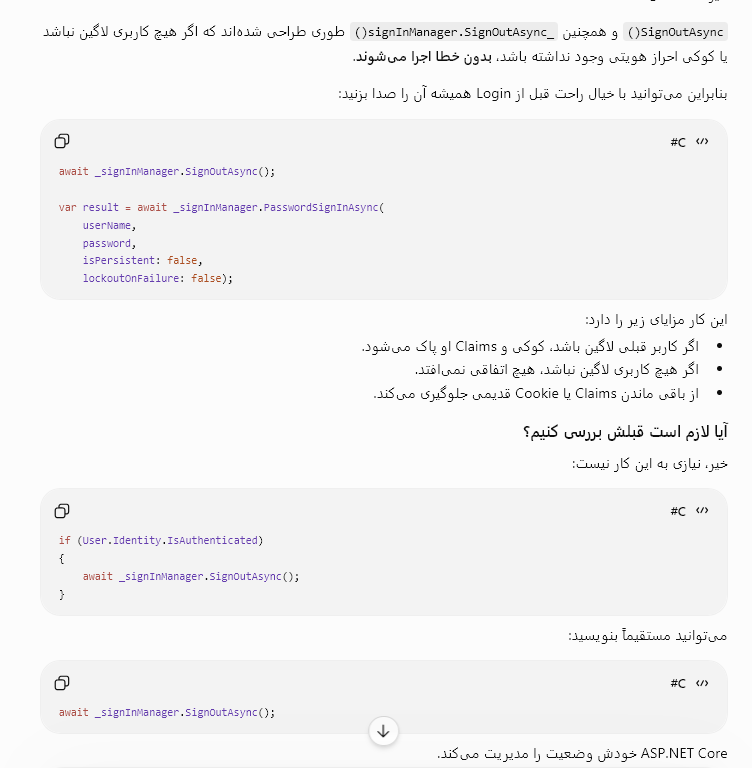 SignOutAsync() و همچنین _signInManager.SignOutAsync() طوری طراحی شده‌اند که اگر هیچ کاربری لاگین نباشد
یا کوکی احراز هویتی وجود نداشته باشد، بدون خطا اجرا می‌شوند.
بنابراین می‌توانید با خیال راحت قبل از Login همیشه آن را صدا بزنید:
C#
await _signInManager.SignOutAsync();
var result = await _signInManager.PasswordSignInAsync(
userName,
password,
isPersistent: false,
lockoutOnFailure: false);
این کار مزایای زیر را دارد:
• اگر کاربر قبلی لاگین باشد، کوکی و Claims او پاک می‌شود.
• اگر هیچ کاربری لاگین نباشد، هیچ اتفاقی نمی‌افتد.
• از باقی ماندن Claims یا Cookie قدیمی جلوگیری می‌کند.
آیا لازم است قبلش بررسی کنیم؟
خیر، نیازی به این کار نیست:
C#
if (User.Identity.IsAuthenticated)
{
await _signInManager.SignOutAsync();
}
می‌توانید مستقیماً بنویسید:
C#
await _signInManager.SignOutAsync();
ASP.NET Core خودش وضعیت را مدیریت می‌کند.